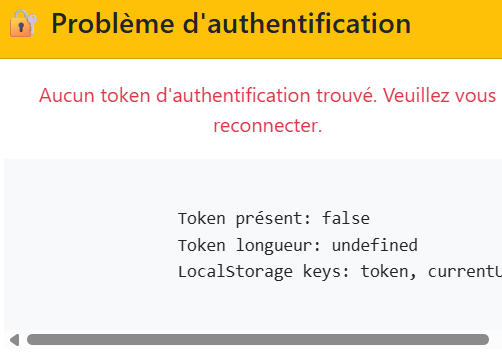 Problème d'authentification
Aucun token d'authentification trouvé. Veuillez vous
reconnecter.
Token présent: false
Token longueur: undefined
LocalStorage keys: token, currentU